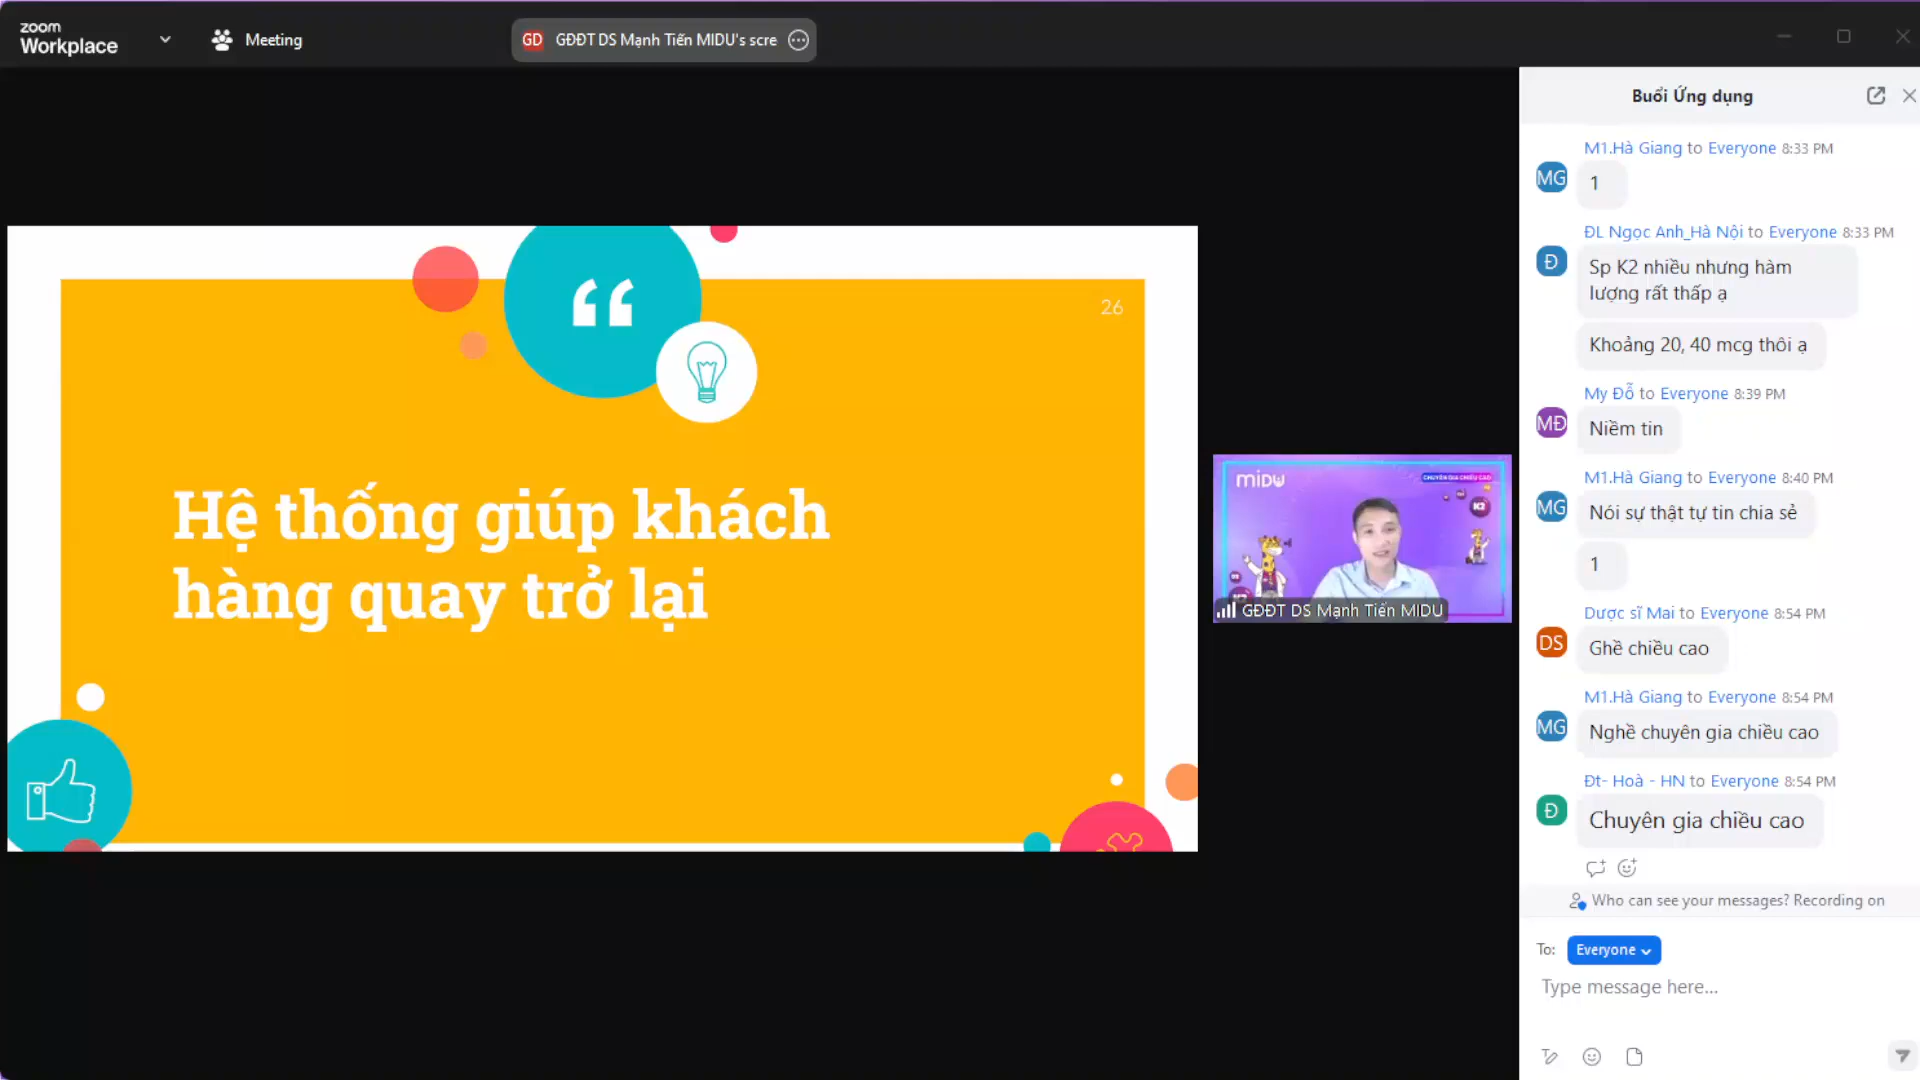 zoom
Workplace
Meeting
GD GĐĐT DS Mạnh Tiến MIDU's scre
26
Hệ thống giúp khách
hàng quay trở lại
MIDU
CHUYÊN GIA CHIỀU CAO
K2
GĐĐT DS Mạnh Tiến MIDU
Buổi Ứng dụng
M1.Hà Giang to Everyone 8:33 PM
MG
1
ĐL Ngọc Anh_Hà Nội to Everyone 8:33 PM
Đ
Sp K2 nhiều nhưng hàm
lượng rất thấp ạ
Khoảng 20, 40 mcg thôi ạ
My Đỗ to Everyone 8:39 PM
MĐ
Niềm tin
M1.Hà Giang to Everyone 8:40 PM
MG
Nói sự thật tự tin chia sẻ
1
Dược sĩ Mai to Everyone 8:54 PM
DS
Ghề chiều cao
M1.Hà Giang to Everyone 8:54 PM
MG
Nghề chuyên gia chiều cao
Đt- Hoà - HN to Everyone 8:54 PM
Đ
Chuyên gia chiều cao
Who can see your messages? Recording on
To: Everyone
Type message here...